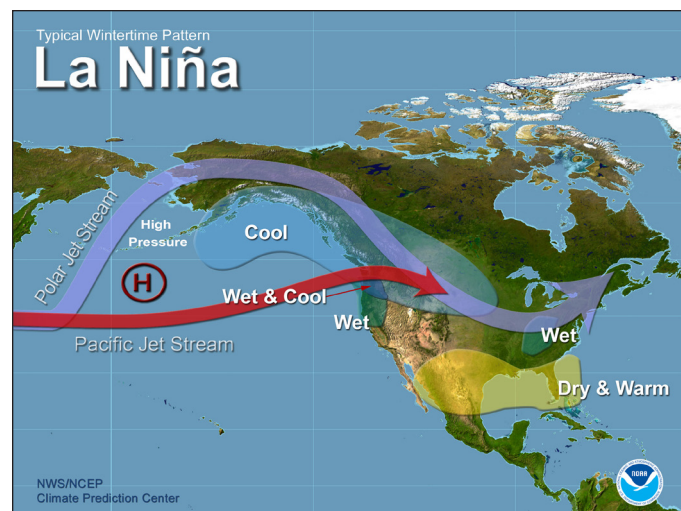 Typical Wintertime Pattern
La Niña
Polar Jet Stream
High
Pressure
H
Cool
Wet & Cool
Wet
Pacific Jet Stream
Wet
Dry & Warm
NWS/NCEP
Climate Prediction Center
NOAA